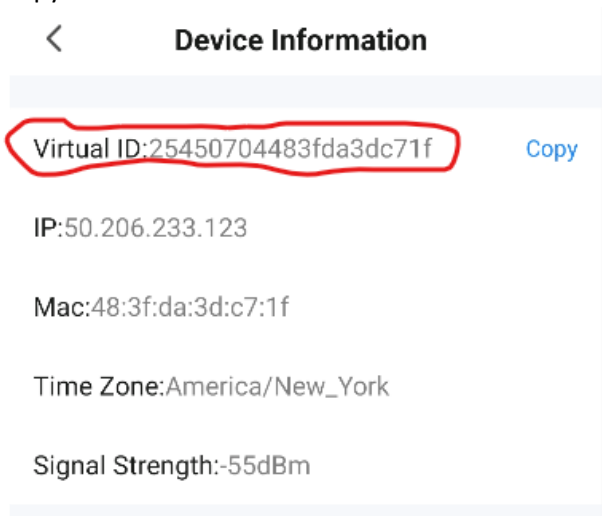 Device Information
Virtual ID:25450704483fda3dc71f Copy
IP:50.206.233.123
Mac:48:3f:da:3d:c7:1f
Time Zone:America/New_York
Signal Strength:-55dBm